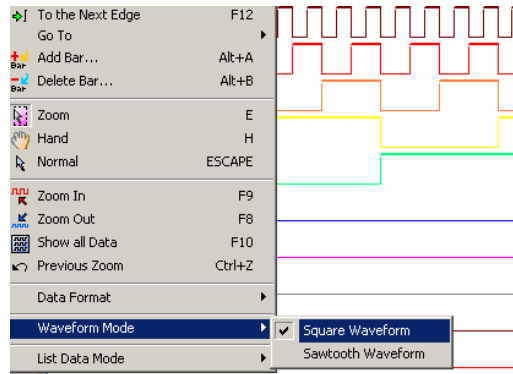 To the Next Edge F12
Go To
Bar Add Bar... Alt+A
Bar Delete Bar... Alt+B
Zoom E
Hand H
Normal ESCAPE
Zoom In F9
Zoom Out F8
Show all Data F10
Previous Zoom Ctrl+Z
Data Format
Waveform Mode
Square Waveform
Sawtooth Waveform
List Data Mode